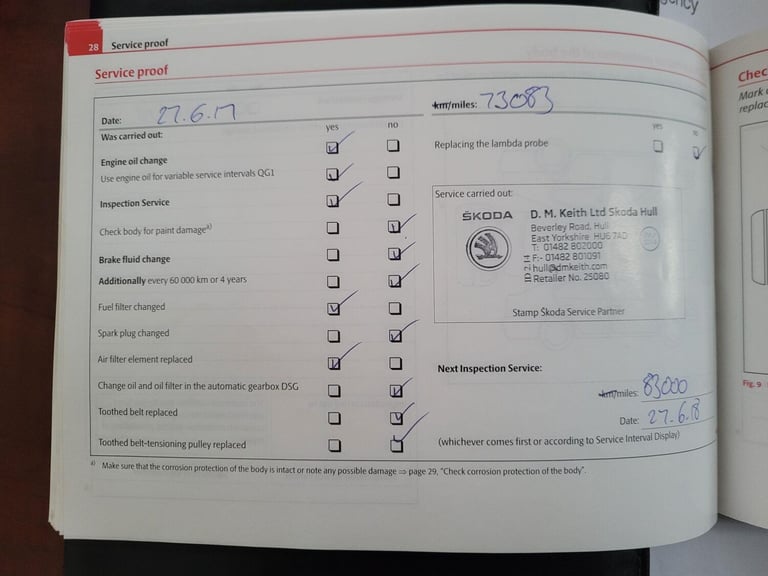 ency
28 Service proof
Service proof
Date: 27.6.17
km/miles: 73083
Was carried out: yes no
yes no
Engine oil change
Use engine oil for variable service intervals QG1
Inspection Service
Check body for paint damage a)
Brake fluid change
Additionally every 60 000 km or 4 years
Fuel filter changed
Spark plug changed
Air filter element replaced
Change oil and oil filter in the automatic gearbox DSG
Toothed belt replaced
Toothed belt-tensioning pulley replaced
Replacing the lambda probe
Service carried out:
ŠKODA
D. M. Keith Ltd Skoda Hull
Beverley Road, Hull
East Yorkshire HU6 7AD
T: 01482 802000
F:- 01482 801091
hull@dmkeith.com
Retailer No. 25080
Stamp Škoda Service Partner
Next Inspection Service:
km/miles: 83000
Date: 27.6.18
(whichever comes first or according to Service Interval Display)
a) Make sure that the corrosion protection of the body is intact or note any possible damage ⇒ page 29, "Check corrosion protection of the body".
Chec
Mark
replac
Fig. 9